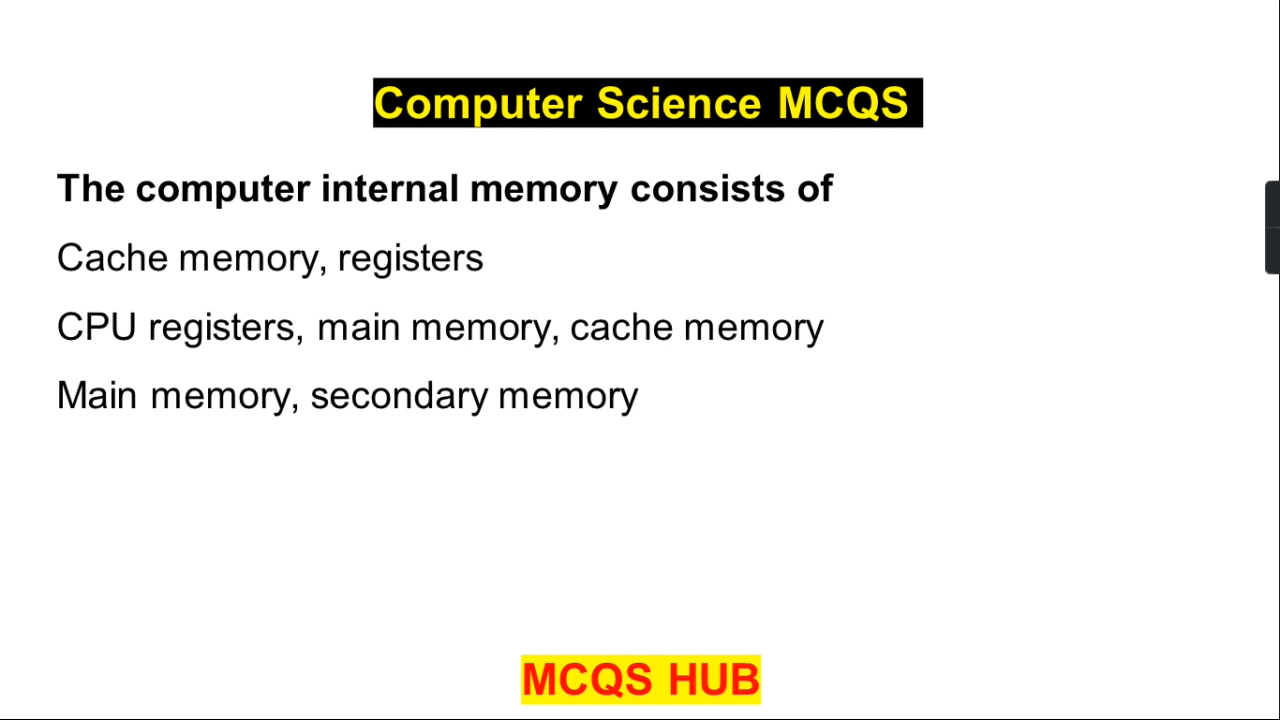 Computer Science MCQS
The computer internal memory consists of
Cache memory, registers
CPU registers, main memory, cache memory
Main memory, secondary memory
MCQS HUB